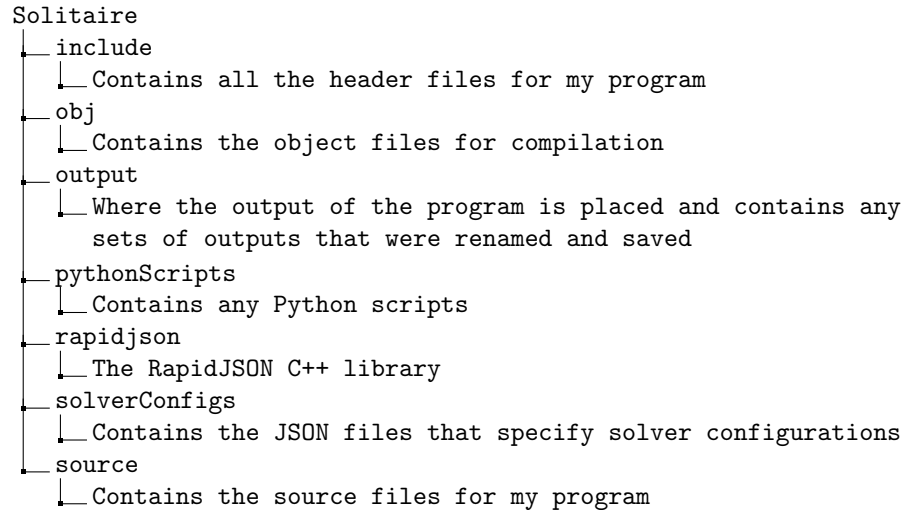 Solitaire
include
Contains all the header files for my program
obj
Contains the object files for compilation
output
Where the output of the program is placed and contains any
sets of outputs that were renamed and saved
pythonScripts
Contains any Python scripts
rapidjson
The RapidJSON C++ library
solverConfigs
Contains the JSON files that specify solver configurations
source
Contains the source files for my program